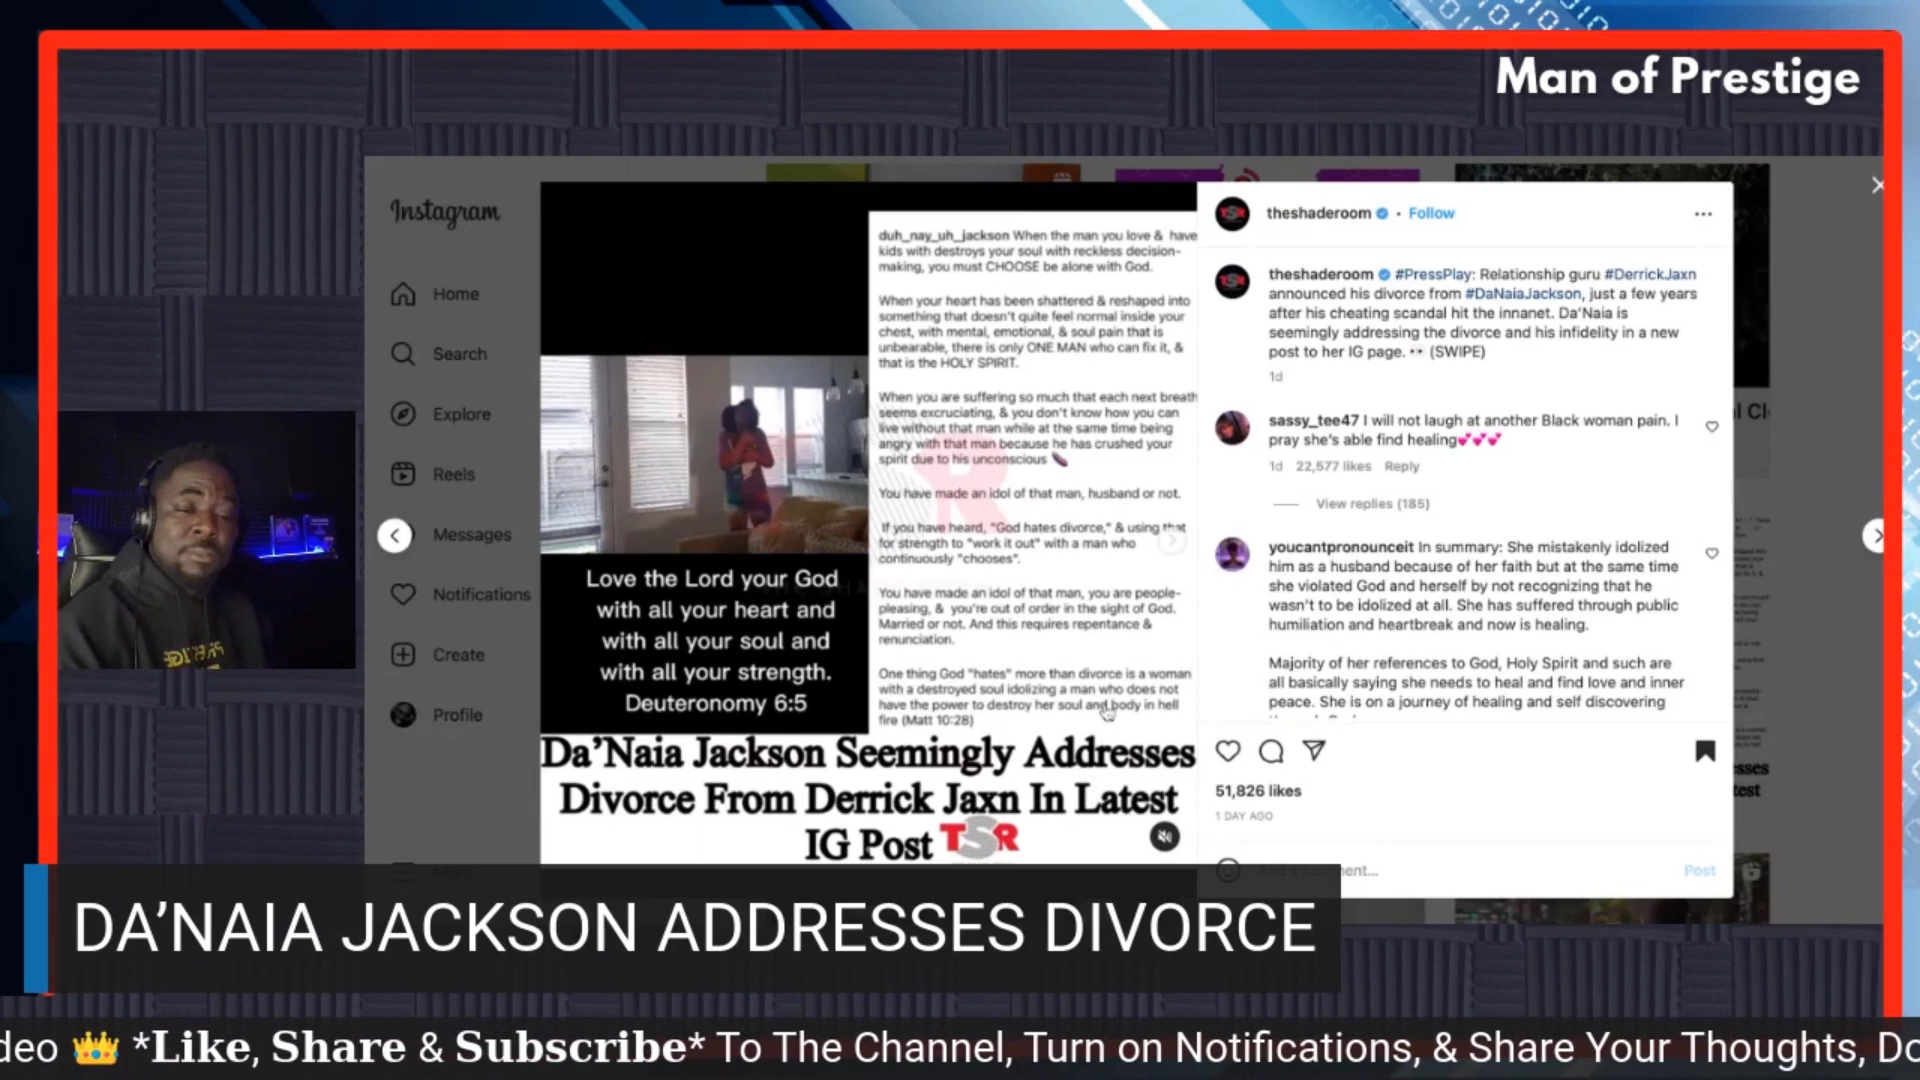 Man of Prestige
Instagram
Home
Search
Explore
Reels
Messages
Notifications
Create
Profile
duh_nay_uh_jackson When the man you love & have
kids with destroys your soul with reckless decision-
making, you must CHOOSE be alone with God.
When your heart has been shattered & reshaped into
something that doesn't quite feel normal inside your
chest, with mental, emotional, & soul pain that is
unbearable, there is only ONE MAN who can fix it, &
that is the HOLY SPIRIT.
When you are suffering so much that each next breath
seems excruciating, & you don't know how you can
live without that man while at the same time being
angry with that man because he has crushed your
spirit due to his unconscious 🍆
You have made an idol of that man, husband or not.
If you have heard, "God hates divorce," & using that
for strength to "work it out" with a man who
continuously "chooses".
You have made an idol of that man, you are people-
pleasing, & you're out of order in the sight of God.
Married or not. And this requires repentance &
renunciation.
One thing God "hates" more than divorce is a woman
with a destroyed soul idolizing a man who does not
have the power to destroy her soul and body in hell
fire (Matt 10:28)
Love the Lord your God
with all your heart and
with all your soul and
with all your strength.
Deuteronomy 6:5
Da'Naia Jackson Seemingly Addresses
Divorce From Derrick Jaxn In Latest
IG Post TSR
TSR theshaderoom • Follow
TSR theshaderoom #PressPlay: Relationship guru #DerrickJaxn
announced his divorce from #DaNaiaJackson, just a few years
after his cheating scandal hit the innanet. Da'Naia is
seemingly addressing the divorce and his infidelity in a new
post to her IG page. 👀 (SWIPE)
1d
sassy_tee47 I will not laugh at another Black woman pain. I
pray she's able find healing💕💕💕
1d 22,577 likes Reply
View replies (185)
youcantpronounceit In summary: She mistakenly idolized
him as a husband because of her faith but at the same time
she violated God and herself by not recognizing that he
wasn't to be idolized at all. She has suffered through public
humiliation and heartbreak and now is healing.
Majority of her references to God, Holy Spirit and such are
all basically saying she needs to heal and find love and inner
peace. She is on a journey of healing and self discovering
51,826 likes
1 DAY AGO
Post
DA'NAIA JACKSON ADDRESSES DIVORCE
deo 👑 *Like, Share & Subscribe* To The Channel, Turn on Notifications, & Share Your Thoughts, Do